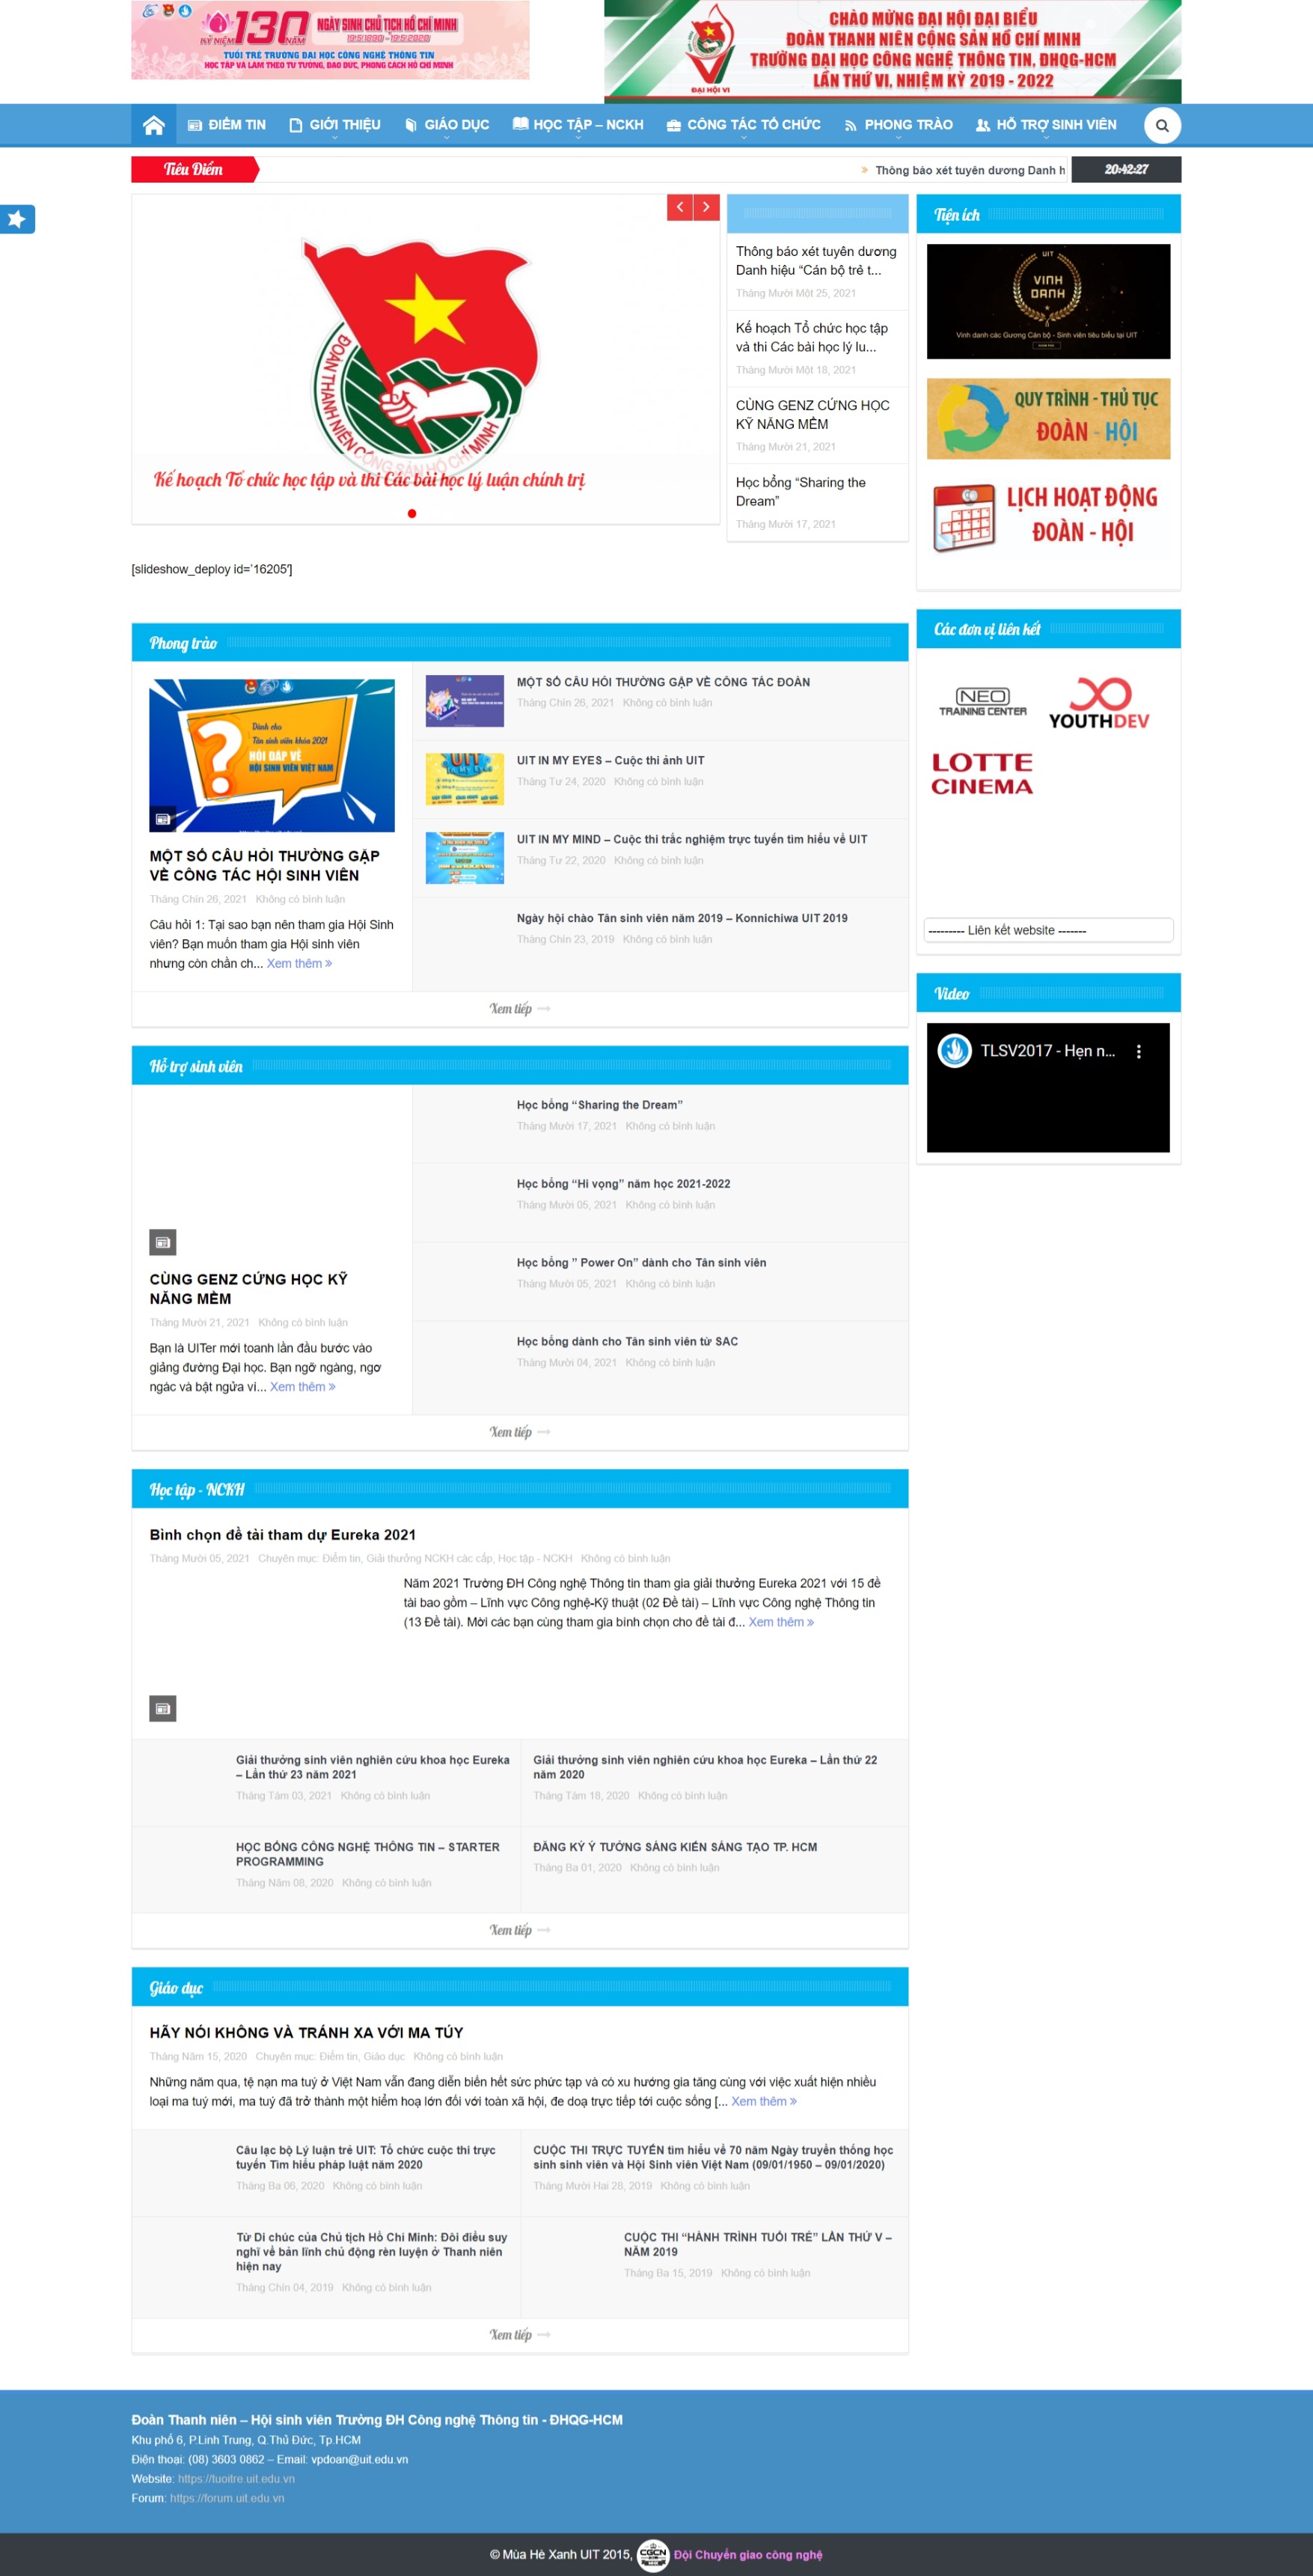 KỶ NIỆM 130 NĂM NGÀY SINH CHỦ TỊCH HỒ CHÍ MINH
19/5/1890 - 19/5/2020
TUỔI TRẺ TRƯỜNG ĐẠI HỌC CÔNG NGHỆ THÔNG TIN
HỌC TẬP VÀ LÀM THEO TƯ TƯỞNG, ĐẠO ĐỨC, PHONG CÁCH HỒ CHÍ MINH
ĐẠI HỘI VI
CHÀO MỪNG ĐẠI HỘI ĐẠI BIỂU
ĐOÀN THANH NIÊN CỘNG SẢN HỒ CHÍ MINH
TRƯỜNG ĐẠI HỌC CÔNG NGHỆ THÔNG TIN, ĐHQG-HCM
LẦN THỨ VI, NHIỆM KỲ 2019 - 2022
ĐIỂM TIN GIỚI THIỆU GIÁO DỤC HỌC TẬP – NCKH CÔNG TÁC TỔ CHỨC PHONG TRÀO HỖ TRỢ SINH VIÊN
Tiêu Điểm
» Thông báo xét tuyên dương Danh h
20:42:27
ĐOÀN THANH NIÊN CỘNG SẢN HỒ CHÍ MINH
Kế hoạch Tổ chức học tập và thi Các bài học lý luận chính trị
Thông báo xét tuyên dương
Danh hiệu “Cán bộ trẻ t...
Tháng Mười Một 25, 2021
Kế hoạch Tổ chức học tập
và thi Các bài học lý lu...
Tháng Mười Một 18, 2021
CÙNG GENZ CỨNG HỌC
KỸ NĂNG MỀM
Tháng Mười 21, 2021
Học bổng “Sharing the
Dream”
Tháng Mười 17, 2021
Tiện ích
UIT
VINH
DANH
Vinh danh các Gương Cán bộ - Sinh viên tiêu biểu tại UIT
QUY TRÌNH - THỦ TỤC
ĐOÀN - HỘI
LỊCH HOẠT ĐỘNG
ĐOÀN - HỘI
[slideshow_deploy id='16205']
Phong trào
Dành cho
Tân sinh viên khóa 2021
HỎI ĐÁP VỀ
HỘI SINH VIÊN VIỆT NAM
MỘT SỐ CÂU HỎI THƯỜNG GẶP
VỀ CÔNG TÁC HỘI SINH VIÊN
Tháng Chín 26, 2021 Không có bình luận
Câu hỏi 1: Tại sao bạn nên tham gia Hội Sinh
viên? Bạn muốn tham gia Hội sinh viên
nhưng còn chần ch... Xem thêm »
MỘT SỐ CÂU HỎI THƯỜNG GẶP VỀ CÔNG TÁC ĐOÀN
Tháng Chín 26, 2021 Không có bình luận
UIT IN MY EYES – Cuộc thi ảnh UIT
Tháng Tư 24, 2020 Không có bình luận
UIT IN MY MIND – Cuộc thi trắc nghiệm trực tuyến tìm hiểu về UIT
Tháng Tư 22, 2020 Không có bình luận
Ngày hội chào Tân sinh viên năm 2019 – Konnichiwa UIT 2019
Tháng Chín 23, 2019 Không có bình luận
Xem tiếp →
Các đơn vị liên kết
NEO
TRAINING CENTER
YOUTHDEV
LOTTE
CINEMA
--------- Liên kết website -------
Video
TLSV2017 - Hẹn n...
Hỗ trợ sinh viên
CÙNG GENZ CỨNG HỌC KỸ
NĂNG MỀM
Tháng Mười 21, 2021 Không có bình luận
Bạn là UITer mới toanh lần đầu bước vào
giảng đường Đại học. Bạn ngỡ ngàng, ngơ
ngác và bật ngửa vì... Xem thêm »
Học bổng “Sharing the Dream”
Tháng Mười 17, 2021 Không có bình luận
Học bổng “Hi vọng” năm học 2021-2022
Tháng Mười 05, 2021 Không có bình luận
Học bổng ” Power On” dành cho Tân sinh viên
Tháng Mười 05, 2021 Không có bình luận
Học bổng dành cho Tân sinh viên từ SAC
Tháng Mười 04, 2021 Không có bình luận
Xem tiếp →
Học tập - NCKH
Bình chọn đề tài tham dự Eureka 2021
Tháng Mười 05, 2021 Chuyên mục: Điểm tin, Giải thưởng NCKH các cấp, Học tập - NCKH Không có bình luận
Năm 2021 Trường ĐH Công nghệ Thông tin tham gia giải thưởng Eureka 2021 với 15 đề
tài bao gồm – Lĩnh vực Công nghệ-Kỹ thuật (02 Đề tài) – Lĩnh vực Công nghệ Thông tin
(13 Đề tài). Mời các bạn cùng tham gia bình chọn cho đề tài đ... Xem thêm »
Giải thưởng sinh viên nghiên cứu khoa học Eureka
– Lần thứ 23 năm 2021
Tháng Tám 03, 2021 Không có bình luận
Giải thưởng sinh viên nghiên cứu khoa học Eureka – Lần thứ 22
năm 2020
Tháng Tám 18, 2020 Không có bình luận
HỌC BỔNG CÔNG NGHỆ THÔNG TIN – STARTER
PROGRAMMING
Tháng Năm 08, 2020 Không có bình luận
ĐĂNG KÝ Ý TƯỞNG SÁNG KIẾN SÁNG TẠO TP. HCM
Tháng Ba 01, 2020 Không có bình luận
Xem tiếp →
Giáo dục
HÃY NÓI KHÔNG VÀ TRÁNH XA VỚI MA TÚY
Tháng Năm 15, 2020 Chuyên mục: Điểm tin, Giáo dục Không có bình luận
Những năm qua, tệ nạn ma tuý ở Việt Nam vẫn đang diễn biến hết sức phức tạp và có xu hướng gia tăng cùng với việc xuất hiện nhiều
loại ma tuý mới, ma tuý đã trở thành một hiểm hoạ lớn đối với toàn xã hội, đe doạ trực tiếp tới cuộc sống [... Xem thêm »
Câu lạc bộ Lý luận trẻ UIT: Tổ chức cuộc thi trực
tuyến Tìm hiểu pháp luật năm 2020
Tháng Ba 06, 2020 Không có bình luận
CUỘC THI TRỰC TUYẾN tìm hiểu về 70 năm Ngày truyền thống học
sinh sinh viên và Hội Sinh viên Việt Nam (09/01/1950 – 09/01/2020)
Tháng Mười Hai 28, 2019 Không có bình luận
Từ Di chúc của Chủ tịch Hồ Chí Minh: Đôi điều suy
nghĩ về bản lĩnh chủ động rèn luyện ở Thanh niên
hiện nay
Tháng Chín 04, 2019 Không có bình luận
CUỘC THI “HÀNH TRÌNH TUỔI TRẺ” LẦN THỨ V –
NĂM 2019
Tháng Ba 15, 2019 Không có bình luận
Xem tiếp →
Đoàn Thanh niên – Hội sinh viên Trường ĐH Công nghệ Thông tin - ĐHQG-HCM
Khu phố 6, P.Linh Trung, Q.Thủ Đức, Tp.HCM
Điện thoại: (08) 3603 0862 – Email: vpdoan@uit.edu.vn
Website: https://tuoitre.uit.edu.vn
Forum: https://forum.uit.edu.vn
© Mùa Hè Xanh UIT 2015, CGCN Đội Chuyển giao công nghệ